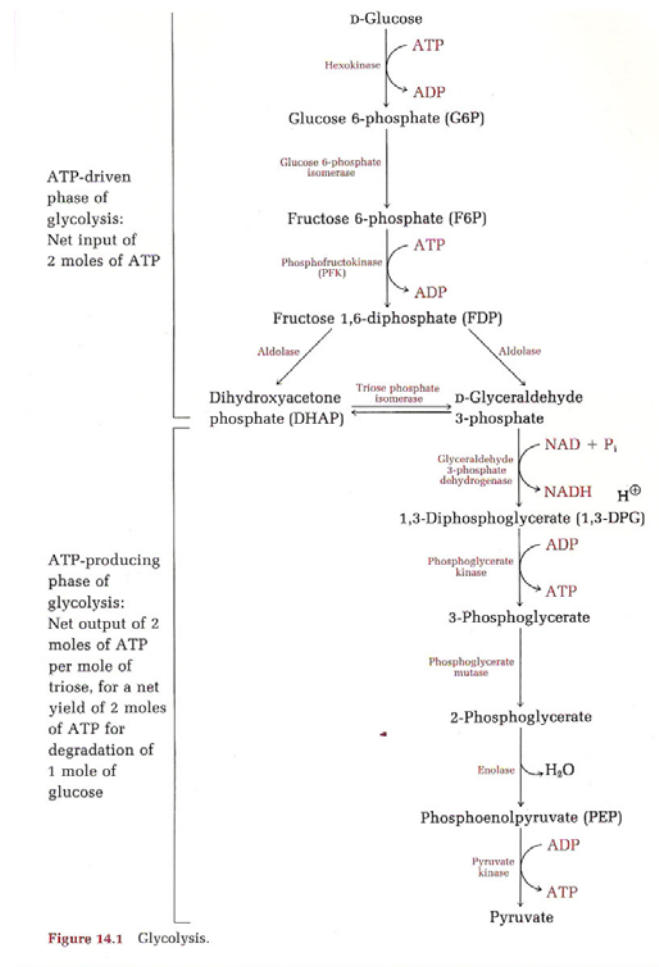 D-Glucose
ATP
Hexokinase
ADP
Glucose 6-phosphate (G6P)
Glucose 6-phosphate
isomerase
ATP-driven
phase of
glycolysis:
Net input of
2 moles of ATP
Fructose 6-phosphate (F6P)
ATP
Phosphofructokinase
(PFK)
ADP
Fructose 1,6-diphosphate (FDP)
Aldolase
Aldolase
Dihydroxyacetone
phosphate (DHAP)
Triose phosphate
isomerase
D-Glyceraldehyde
3-phosphate
NAD + Pi
Glyceraldehyde
3-phosphate
dehydrogenase
NADH H⊕
1,3-Diphosphoglycerate (1,3-DPG)
ADP
Phosphoglycerate
kinase
ATP
ATP-producing
phase of
glycolysis:
Net output of 2
moles of ATP
per mole of
triose, for a net
yield of 2 moles
of ATP for
degradation of
1 mole of
glucose
3-Phosphoglycerate
Phosphoglycerate
mutase
2-Phosphoglycerate
Enolase
H₂O
Phosphoenolpyruvate (PEP)
ADP
Pyruvate
kinase
ATP
Pyruvate
Figure 14.1 Glycolysis.